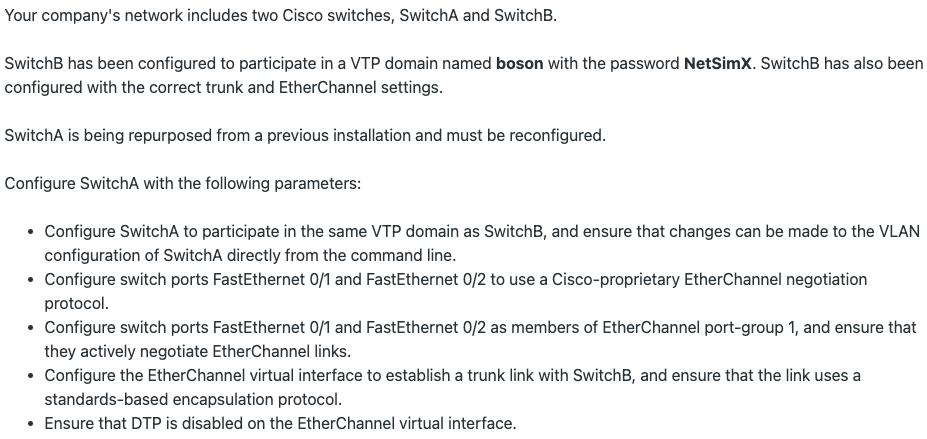 Your company's network includes two Cisco switches, SwitchA and SwitchB.
SwitchB has been configured to participate in a VTP domain named boson with the password NetSimX. SwitchB has also been
configured with the correct trunk and EtherChannel settings.
SwitchA is being repurposed from a previous installation and must be reconfigured.
Configure SwitchA with the following parameters:
• Configure SwitchA to participate in the same VTP domain as SwitchB, and ensure that changes can be made to the VLAN
configuration of SwitchA directly from the command line.
• Configure switch ports FastEthernet 0/1 and FastEthernet 0/2 to use a Cisco-proprietary EtherChannel negotiation
protocol.
• Configure switch ports FastEthernet 0/1 and FastEthernet 0/2 as members of EtherChannel port-group 1, and ensure that
they actively negotiate EtherChannel links.
• Configure the EtherChannel virtual interface to establish a trunk link with SwitchB, and ensure that the link uses a
standards-based encapsulation protocol.
• Ensure that DTP is disabled on the EtherChannel virtual interface.